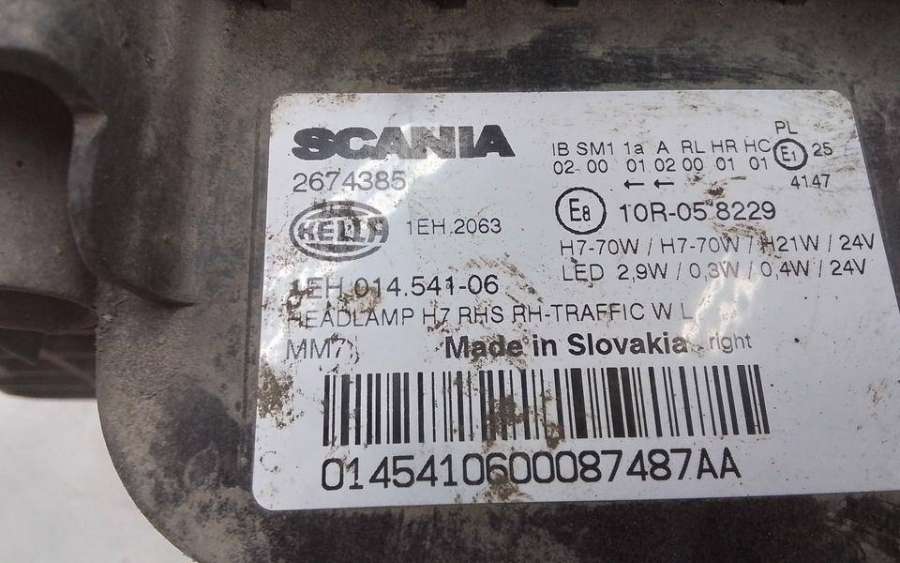 SCANIA
2674385
HELLA 1EH.2063
1EH 014.541-06
HEADLAMP H7 RHS RH-TRAFFIC W L
MM7 Made in Slovakia right
0145410600087487AA
IB SM1 1a A RL HR HC PL
02 00 01 02 00 01 01 E1 25
← ← 4147
E8 10R-05 8229
H7-70W / H7-70W / H21W / 24V
LED 2,9W / 0,3W / 0,4W / 24V